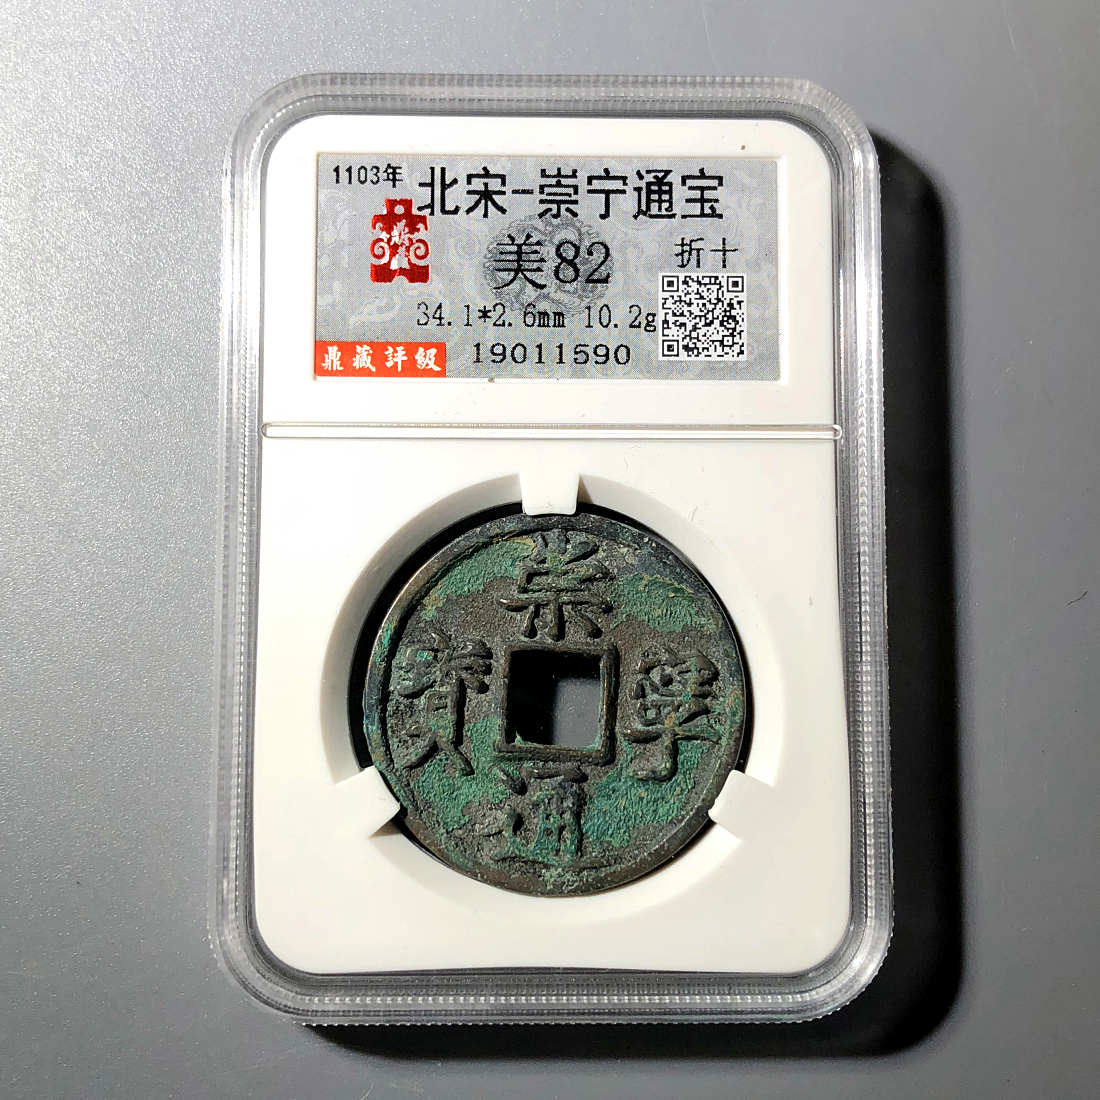 1103年
北宋-崇宁通宝
美82
折十
34.1*2.6mm 10.2g
鼎藏評級
19011590
崇寧通寳